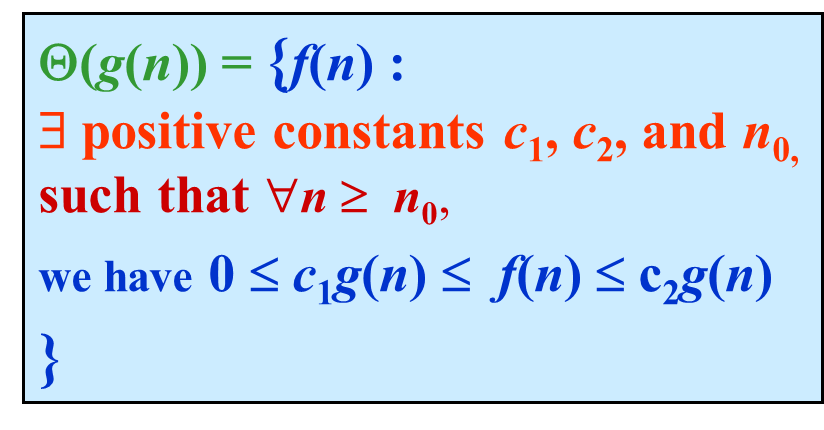 Θ(g(n)) = {f(n) :
∃ positive constants c₁, c₂, and n₀,
such that ∀n ≥ n₀,
we have 0 ≤ c₁g(n) ≤ f(n) ≤ c₂g(n)
}